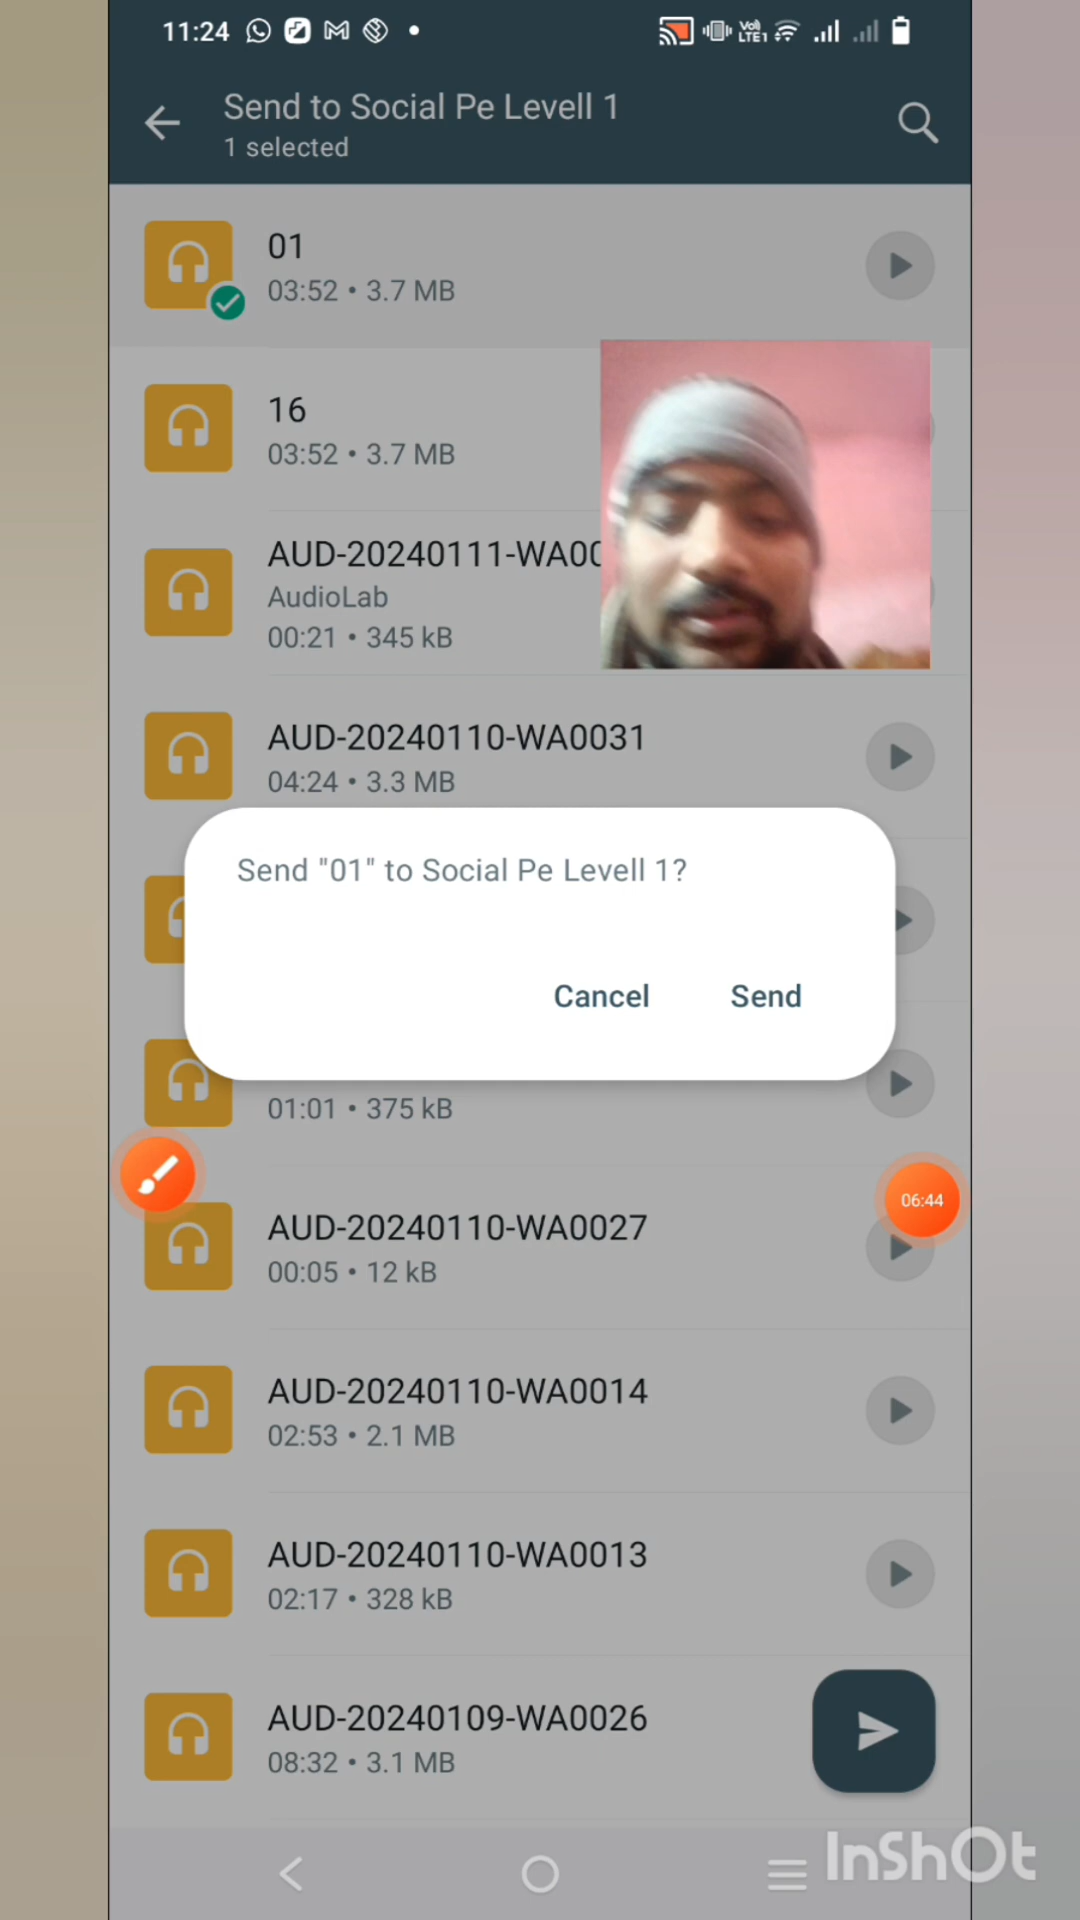 11:24
Vo) LTE1
Send to Social Pe Levell 1
1 selected
01
03:52 • 3.7 MB
16
03:52 • 3.7 MB
AUD-20240111-WA00
AudioLab
00:21 • 345 kB
AUD-20240110-WA0031
04:24 • 3.3 MB
Send "01" to Social Pe Levell 1?
Cancel Send
01:01 • 375 kB
06:44
AUD-20240110-WA0027
00:05 • 12 kB
AUD-20240110-WA0014
02:53 • 2.1 MB
AUD-20240110-WA0013
02:17 • 328 kB
AUD-20240109-WA0026
08:32 • 3.1 MB
InShOt